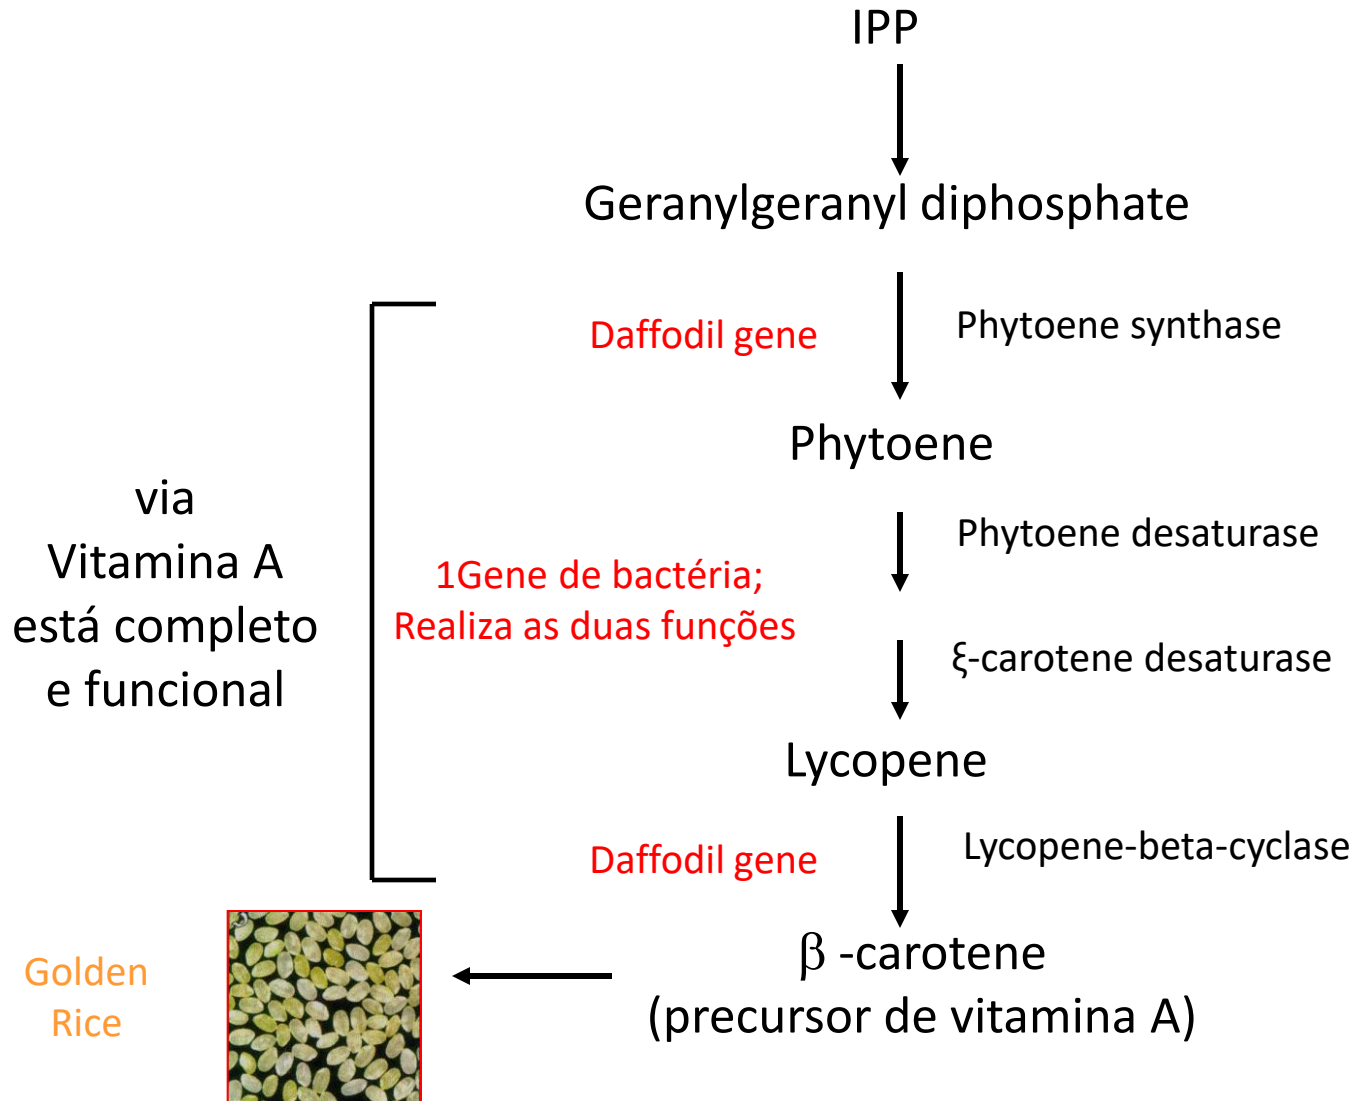 IPP
Geranylgeranyl diphosphate
Daffodil gene
Phytoene synthase
Phytoene
via
Vitamina A
está completo
e funcional
1Gene de bactéria;
Realiza as duas funções
Phytoene desaturase
ξ-carotene desaturase
Lycopene
Daffodil gene
Lycopene-beta-cyclase
β -carotene
(precursor de vitamina A)
Golden
Rice